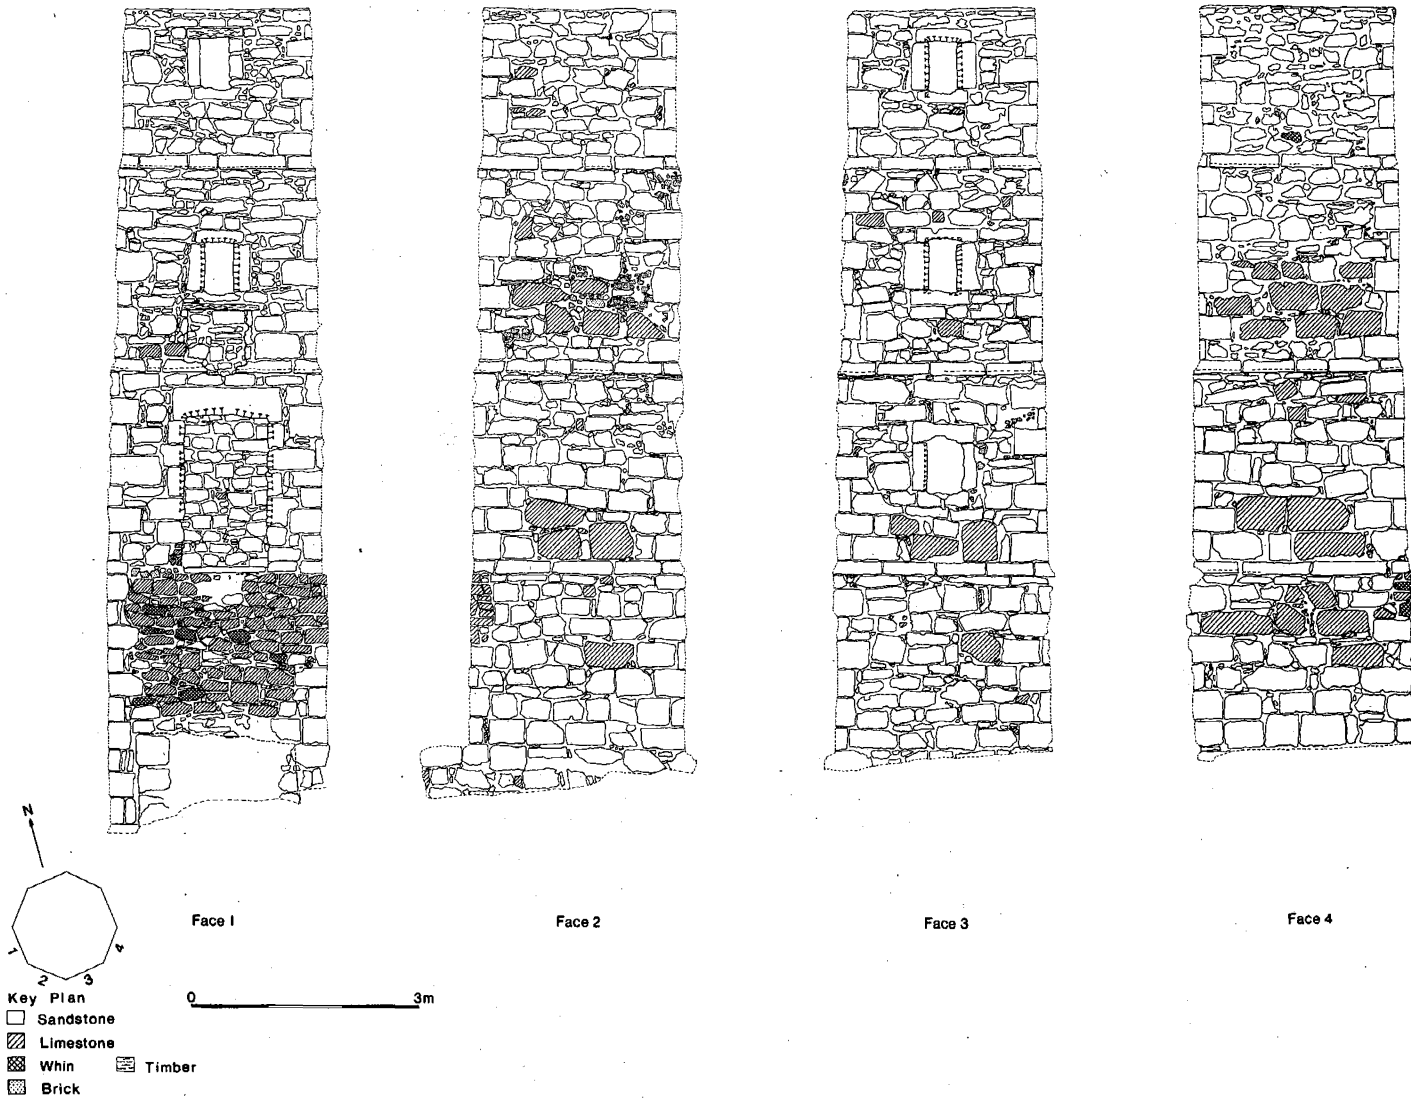 N
1
2
3
4
Face 1
Face 2
Face 3
Face 4
0 3m
Key Plan
Sandstone
Limestone
Whin
Timber
Brick